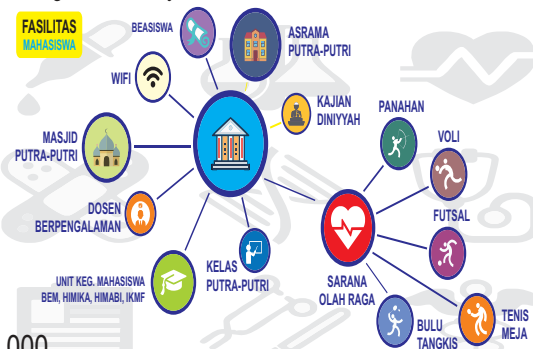 FASILITAS
MAHASISWA
BEASISWA
ASRAMA
PUTRA-PUTRI
WIFI
KAJIAN
DINIYYAH
PANAHAN
MASJID
PUTRA-PUTRI
VOLI
DOSEN
BERPENGALAMAN
FUTSAL
UNIT KEG. MAHASISWA
BEM, HIMIKA, HIMABI, IKMF
KELAS
PUTRA-PUTRI
SARANA
OLAH RAGA
BULU
TANGKIS
TENIS
MEJA
000